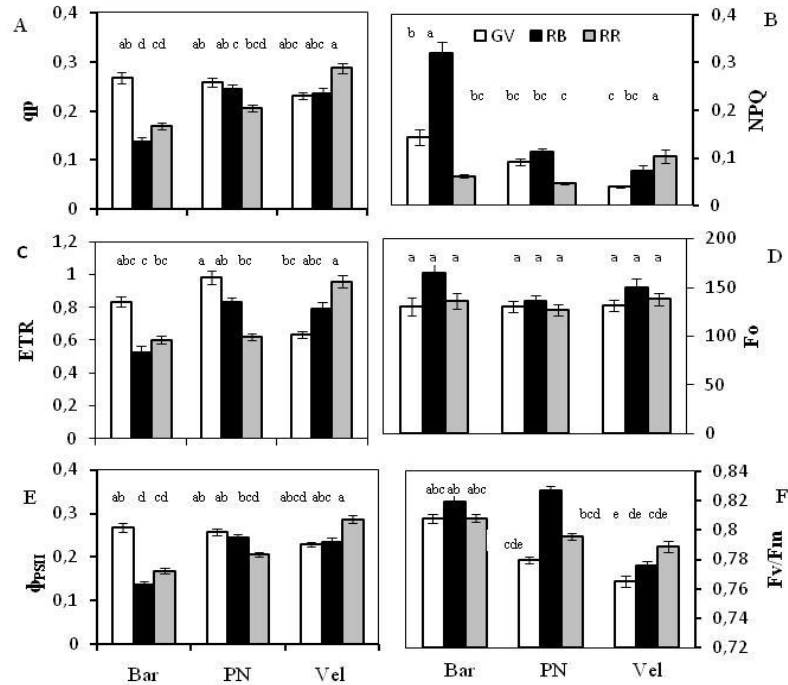 A
ab d cd ab ab c bcd abc abc a
qp
0,4
0,3
0,2
0,1
0
B
b a bc bc bc c c bc a
GV RB RR
NPQ
0,4
0,3
0,2
0,1
0
C
abc c bc a ab bc bc abc a
ETR
1,2
1
0,8
0,6
0,4
0,2
0
D
a a a a a a a a a
Fo
200
150
100
50
0
E
ab d cd ab ab bcd abcd abc a
ΦPSII
0,4
0,3
0,2
0,1
0
Bar PN Vel
F
abc ab abc cde bcd e de cde
Fv/Fm
0,84
0,82
0,8
0,78
0,76
0,74
0,72
Bar PN Vel